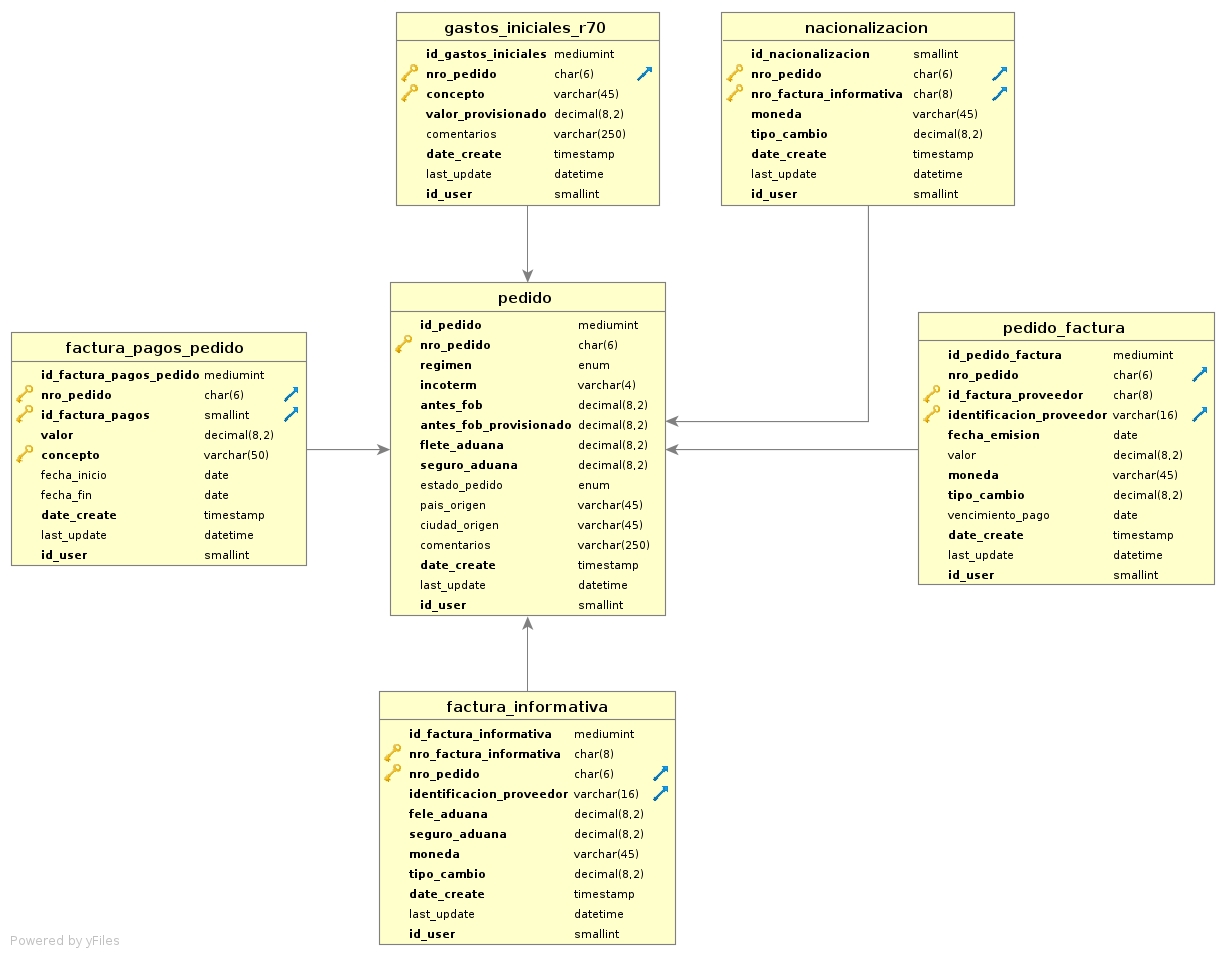 gastos_iniciales_r70
id_gastos_iniciales mediumint
nro_pedido char(6)
concepto varchar(45)
valor_provisionado decimal(8,2)
comentarios varchar(250)
date_create timestamp
last_update datetime
id_user smallint
nacionalizacion
id_nacionalizacion smallint
nro_pedido char(6)
nro_factura_informativa char(8)
moneda varchar(45)
tipo_cambio decimal(8,2)
date_create timestamp
last_update datetime
id_user smallint
factura_pagos_pedido
id_factura_pagos_pedido mediumint
nro_pedido char(6)
id_factura_pagos smallint
valor decimal(8,2)
concepto varchar(50)
fecha_inicio date
fecha_fin date
date_create timestamp
last_update datetime
id_user smallint
pedido
id_pedido mediumint
nro_pedido char(6)
regimen enum
incoterm varchar(4)
antes_fob decimal(8,2)
antes_fob_provisionado decimal(8,2)
flete_aduana decimal(8,2)
seguro_aduana decimal(8,2)
estado_pedido enum
pais_origen varchar(45)
ciudad_origen varchar(45)
comentarios varchar(250)
date_create timestamp
last_update datetime
id_user smallint
pedido_factura
id_pedido_factura mediumint
nro_pedido char(6)
id_factura_proveedor char(8)
identificacion_proveedor varchar(16)
fecha_emision date
valor decimal(8,2)
moneda varchar(45)
tipo_cambio decimal(8,2)
vencimiento_pago date
date_create timestamp
last_update datetime
id_user smallint
factura_informativa
id_factura_informativa mediumint
nro_factura_informativa char(8)
nro_pedido char(6)
identificacion_proveedor varchar(16)
fele_aduana decimal(8,2)
seguro_aduana decimal(8,2)
moneda varchar(45)
tipo_cambio decimal(8,2)
date_create timestamp
last_update datetime
id_user smallint
Powered by yFiles